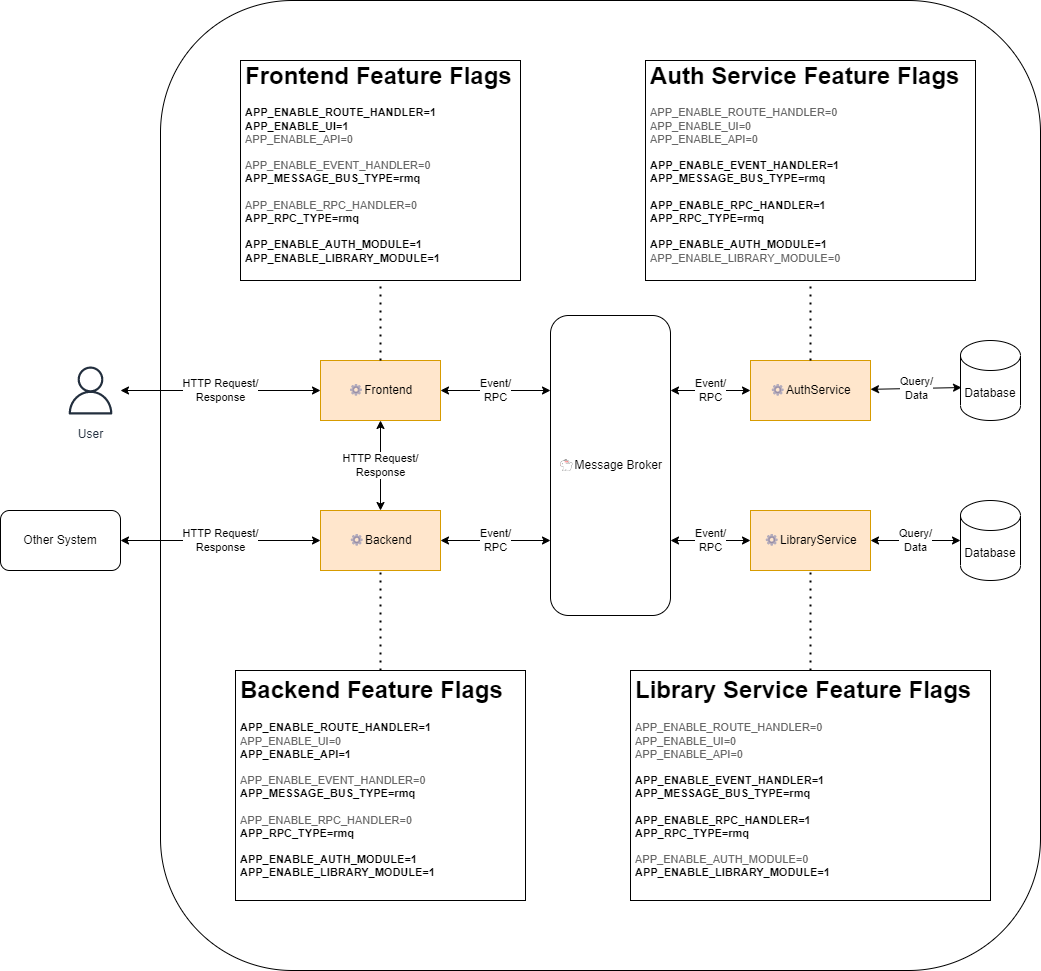 Frontend Feature Flags
APP_ENABLE_ROUTE_HANDLER=1
APP_ENABLE_UI=1
APP_ENABLE_API=0
APP_ENABLE_EVENT_HANDLER=0
APP_MESSAGE_BUS_TYPE=rmq
APP_ENABLE_RPC_HANDLER=0
APP_RPC_TYPE=rmq
APP_ENABLE_AUTH_MODULE=1
APP_ENABLE_LIBRARY_MODULE=1
Auth Service Feature Flags
APP_ENABLE_ROUTE_HANDLER=0
APP_ENABLE_UI=0
APP_ENABLE_API=0
APP_ENABLE_EVENT_HANDLER=1
APP_MESSAGE_BUS_TYPE=rmq
APP_ENABLE_RPC_HANDLER=1
APP_RPC_TYPE=rmq
APP_ENABLE_AUTH_MODULE=1
APP_ENABLE_LIBRARY_MODULE=0
User
HTTP Request/
Response
Frontend
Event/
RPC
Message Broker
Event/
RPC
AuthService
Query/
Data
Database
HTTP Request/
Response
Other System
HTTP Request/
Response
Backend
Event/
RPC
Event/
RPC
LibraryService
Query/
Data
Database
Backend Feature Flags
APP_ENABLE_ROUTE_HANDLER=1
APP_ENABLE_UI=0
APP_ENABLE_API=1
APP_ENABLE_EVENT_HANDLER=0
APP_MESSAGE_BUS_TYPE=rmq
APP_ENABLE_RPC_HANDLER=0
APP_RPC_TYPE=rmq
APP_ENABLE_AUTH_MODULE=1
APP_ENABLE_LIBRARY_MODULE=1
Library Service Feature Flags
APP_ENABLE_ROUTE_HANDLER=0
APP_ENABLE_UI=0
APP_ENABLE_API=0
APP_ENABLE_EVENT_HANDLER=1
APP_MESSAGE_BUS_TYPE=rmq
APP_ENABLE_RPC_HANDLER=1
APP_RPC_TYPE=rmq
APP_ENABLE_AUTH_MODULE=0
APP_ENABLE_LIBRARY_MODULE=1